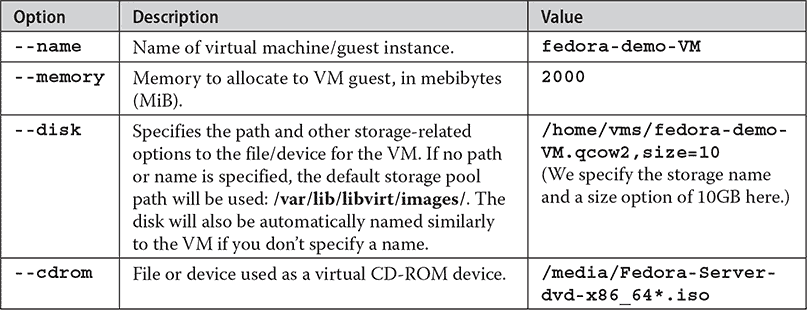 Option Description Value
--name Name of virtual machine/guest instance. fedora-demo-VM
--memory Memory to allocate to VM guest, in mebibytes 2000
(MiB).
--disk Specifies the path and other storage-related /home/vms/fedora-demo-
options to the file/device for the VM. If no path VM.qcow2,size=10
or name is specified, the default storage pool (We specify the storage name
path will be used: /var/lib/libvirt/images/. The and a size option of 10GB here.)
disk will also be automatically named similarly
to the VM if you don’t specify a name.
--cdrom File or device used as a virtual CD-ROM device. /media/Fedora-Server-
dvd-x86_64*.iso